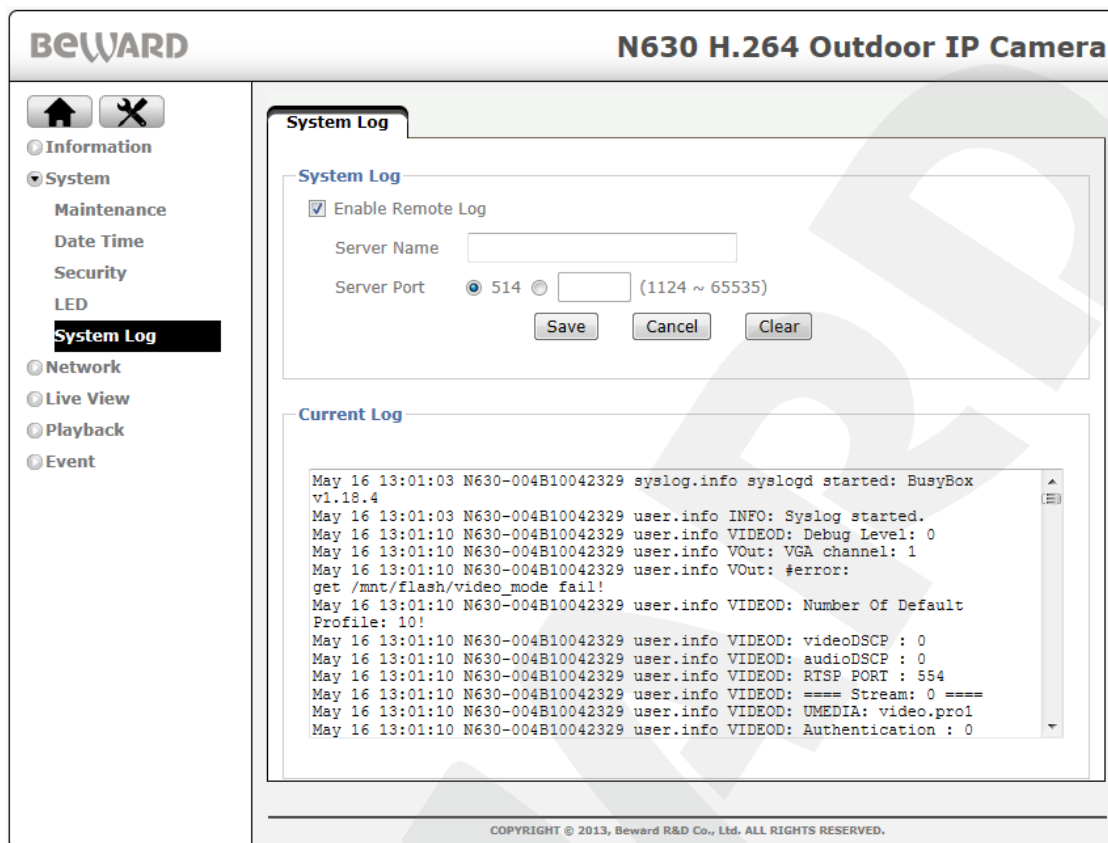 BEWARD
N630 H.264 Outdoor IP Camera
Information
System
Maintenance
Date Time
Security
LED
System Log
Network
Live View
Playback
Event
System Log
System Log
Enable Remote Log
Server Name
Server Port 514 (1124 ~ 65535)
Save Cancel Clear
Current Log
May 16 13:01:03 N630-004B10042329 syslog.info syslogd started: BusyBox
v1.18.4
May 16 13:01:03 N630-004B10042329 user.info INFO: Syslog started.
May 16 13:01:10 N630-004B10042329 user.info VIDEOD: Debug Level: 0
May 16 13:01:10 N630-004B10042329 user.info VOut: VGA channel: 1
May 16 13:01:10 N630-004B10042329 user.info VOut: #error:
get /mnt/flash/video_mode fail!
May 16 13:01:10 N630-004B10042329 user.info VIDEOD: Number Of Default
Profile: 10!
May 16 13:01:10 N630-004B10042329 user.info VIDEOD: videoDSCP : 0
May 16 13:01:10 N630-004B10042329 user.info VIDEOD: audioDSCP : 0
May 16 13:01:10 N630-004B10042329 user.info VIDEOD: RTSP PORT : 554
May 16 13:01:10 N630-004B10042329 user.info VIDEOD: ==== Stream: 0 ====
May 16 13:01:10 N630-004B10042329 user.info VIDEOD: UMEDIA: video.pro1
May 16 13:01:10 N630-004B10042329 user.info VIDEOD: Authentication : 0
COPYRIGHT © 2013, Beward R&D Co., Ltd. ALL RIGHTS RESERVED.